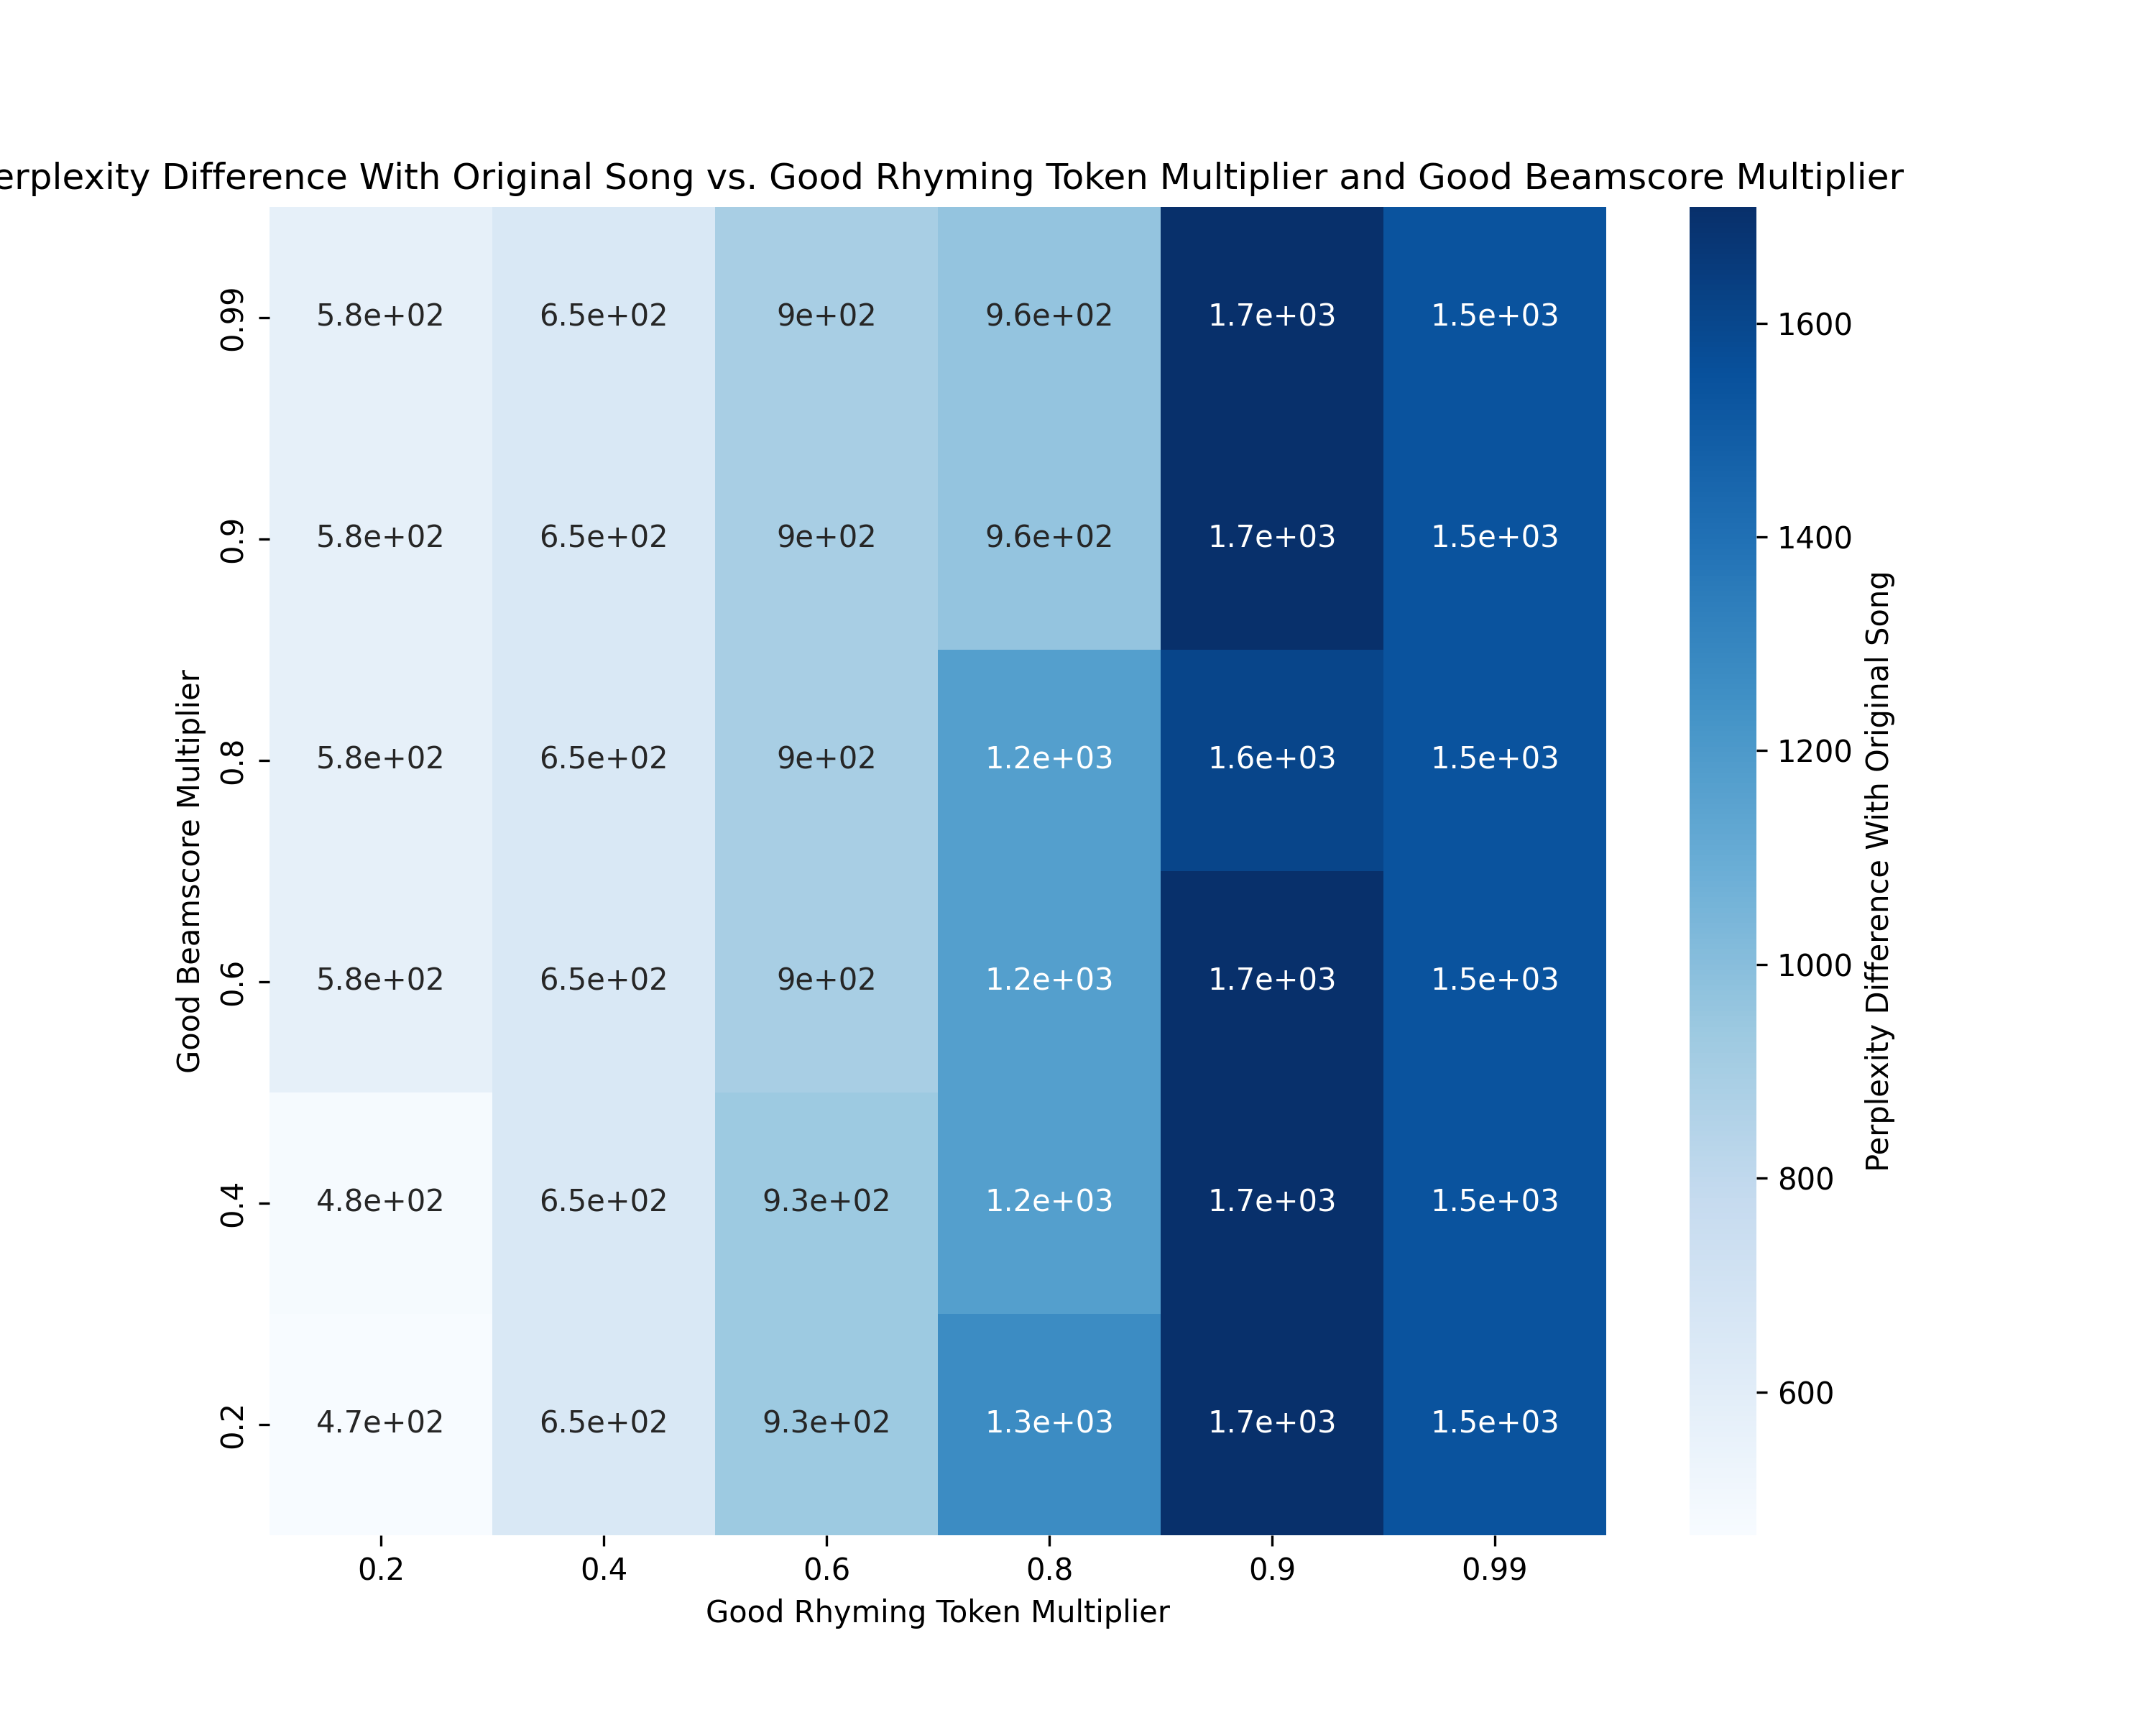 erplexity Difference With Original Song vs. Good Rhyming Token Multiplier and Good Beamscore Multiplier
Good Beamscore Multiplier
0.99 5.8e+02 6.5e+02 9e+02 9.6e+02 1.7e+03 1.5e+03
0.9 5.8e+02 6.5e+02 9e+02 9.6e+02 1.7e+03 1.5e+03
0.8 5.8e+02 6.5e+02 9e+02 1.2e+03 1.6e+03 1.5e+03
0.6 5.8e+02 6.5e+02 9e+02 1.2e+03 1.7e+03 1.5e+03
0.4 4.8e+02 6.5e+02 9.3e+02 1.2e+03 1.7e+03 1.5e+03
0.2 4.7e+02 6.5e+02 9.3e+02 1.3e+03 1.7e+03 1.5e+03
0.2 0.4 0.6 0.8 0.9 0.99
Good Rhyming Token Multiplier
1600
1400
1200
1000
800
600
Perplexity Difference With Original Song